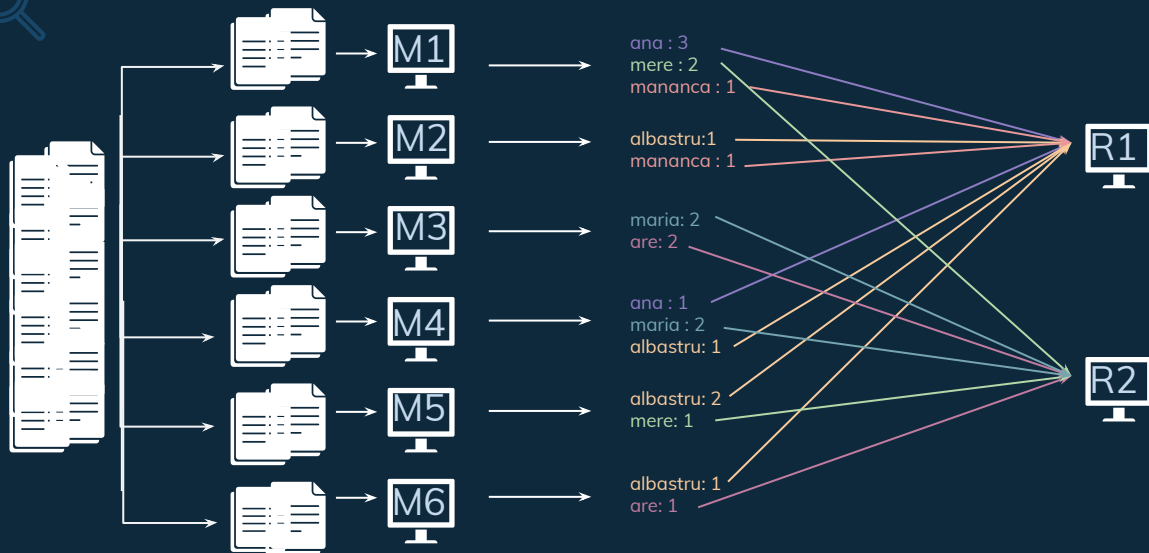 M1
ana : 3
mere : 2
mananca : 1
M2
albastru:1
mananca : 1
R1
M3
maria: 2
are: 2
M4
ana : 1
maria : 2
albastru: 1
R2
M5
albastru: 2
mere: 1
M6
albastru: 1
are: 1